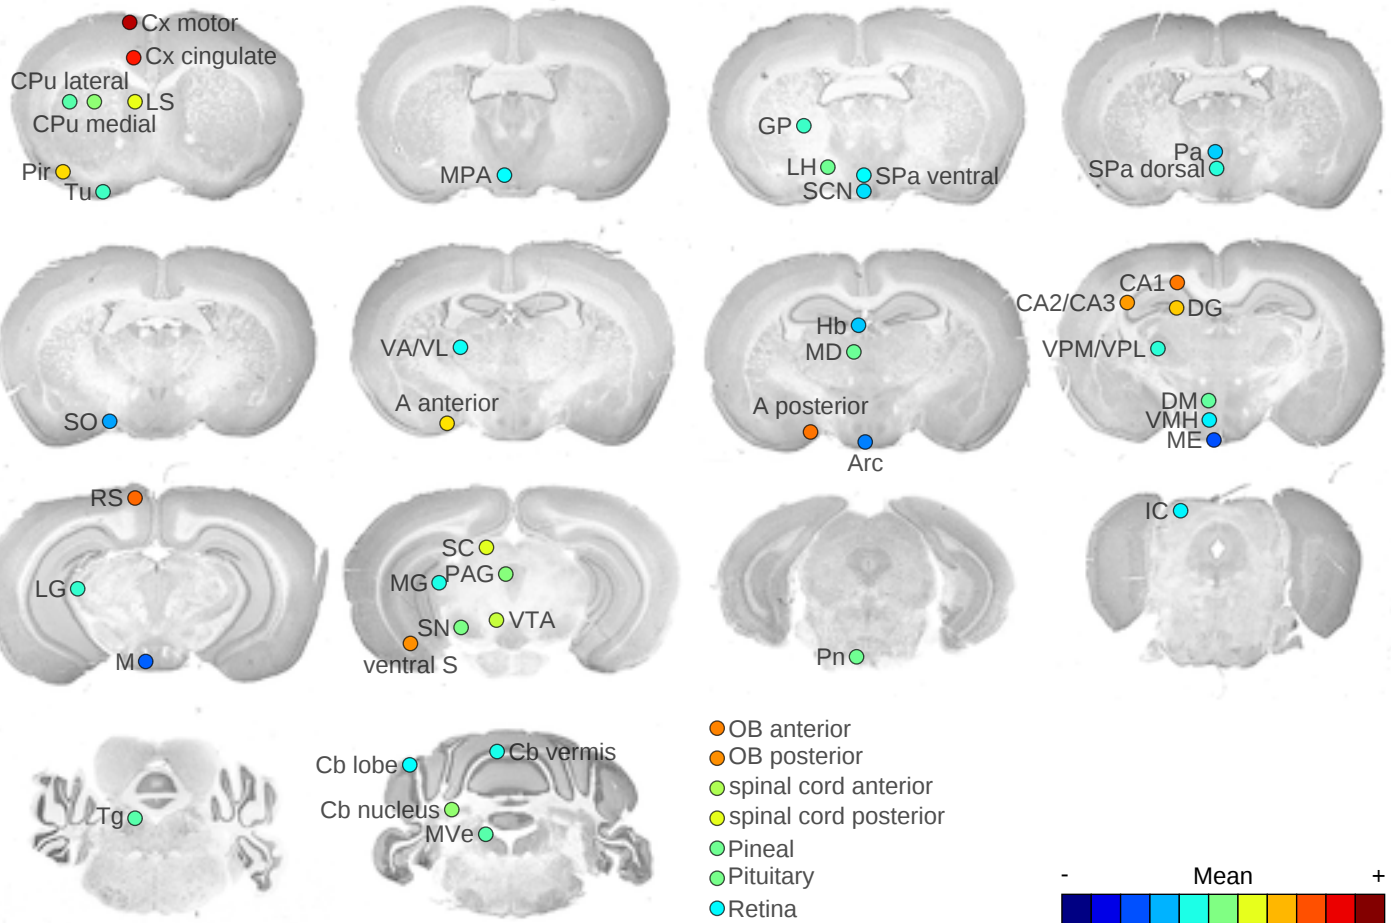 Cx motor
Cx cingulate
CPu lateral
LS
CPu medial
Pir
Tu
MPA
GP
LH
SPa ventral
SCN
Pa
SPa dorsal
SO
VA/VL
A anterior
Hb
MD
A posterior
Arc
CA1
CA2/CA3
DG
VPM/VPL
DM
VMH
ME
RS
LG
M
SC
MG
PAG
SN
VTA
ventral S
Pn
IC
Tg
Cb lobe
Cb vermis
Cb nucleus
MVe
OB anterior
OB posterior
spinal cord anterior
spinal cord posterior
Pineal
Pituitary
Retina
- Mean +